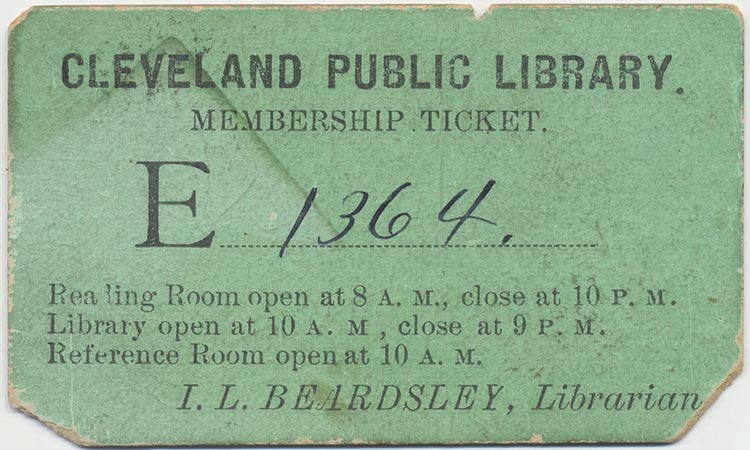 CLEVELAND PUBLIC LIBRARY.
MEMBERSHIP TICKET.
E 1364.
Reading Room open at 8 A. M., close at 10 P. M.
Library open at 10 A. M , close at 9 P. M.
Reference Room open at 10 A. M.
I. L. BEARDSLEY, Librarian